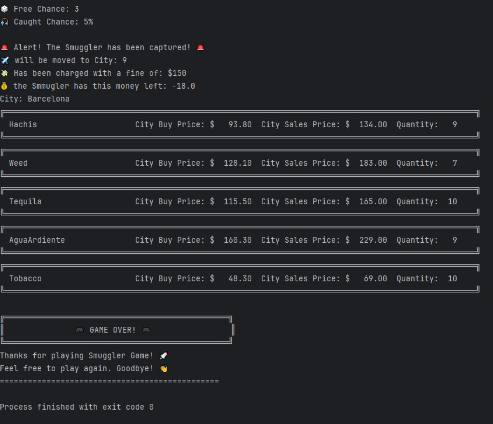 🎲 Free Chance: 3
🎣 Caught Chance: 5%
🚨 Alert! The Smuggler has been captured! 🚨
✈️ will be moved to City: 9
💸 Has been charged with a fine of: $150
💰 the Smmugler has this money left: -18.0
City: Barcelona
Hachis City Buy Price: $ 93.80 City Sales Price: $ 134.00 Quantity: 9
Weed City Buy Price: $ 128.10 City Sales Price: $ 183.00 Quantity: 7
Tequila City Buy Price: $ 115.50 City Sales Price: $ 165.00 Quantity: 10
AguaArdiente City Buy Price: $ 160.30 City Sales Price: $ 229.00 Quantity: 9
Tobacco City Buy Price: $ 48.30 City Sales Price: $ 69.00 Quantity: 10
🎮 GAME OVER! 🎮
Thanks for playing Smuggler Game! 🚀
Feel free to play again. Goodbye! 👋
===============================================
Process finished with exit code 0